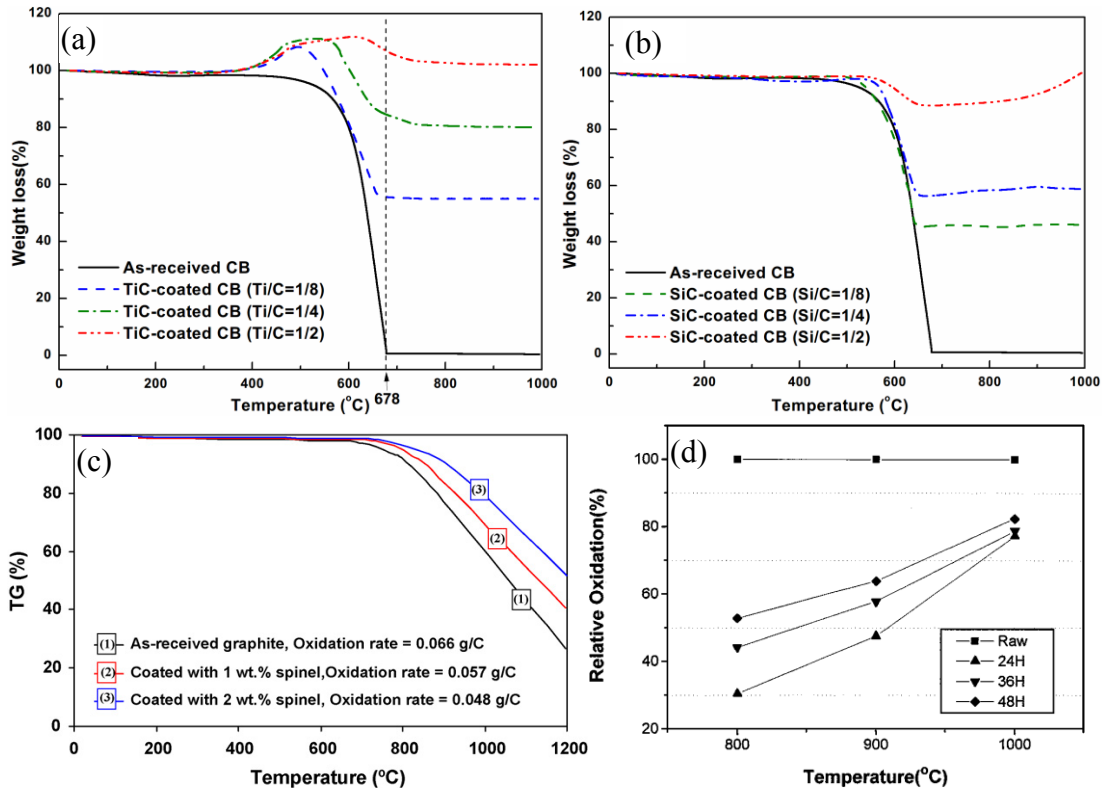 (a)
120
100
80
60
40
20
0
Weight loss(%)
As-received CB
TiC-coated CB (Ti/C=1/8)
TiC-coated CB (Ti/C=1/4)
TiC-coated CB (Ti/C=1/2)
0 200 400 600 800 1000
678
Temperature (°C)
(b)
120
100
80
60
40
20
0
Weight loss (%)
As-received CB
SiC-coated CB (Si/C=1/8)
SiC-coated CB (Si/C=1/4)
SiC-coated CB (Si/C=1/2)
0 200 400 600 800 1000
Temperature (°C)
(c)
100
80
60
40
20
0
TG (%)
(3)
(2)
(1)
(1) As-received graphite, Oxidation rate = 0.066 g/C
(2) Coated with 1 wt.% spinel,Oxidation rate = 0.057 g/C
(3) Coated with 2 wt.% spinel, Oxidation rate = 0.048 g/C
0 200 400 600 800 1000 1200
Temperature (ºC)
(d)
100
80
60
40
20
Relative Oxidation(%)
Raw
24H
36H
48H
800 900 1000
Temperature(°C)